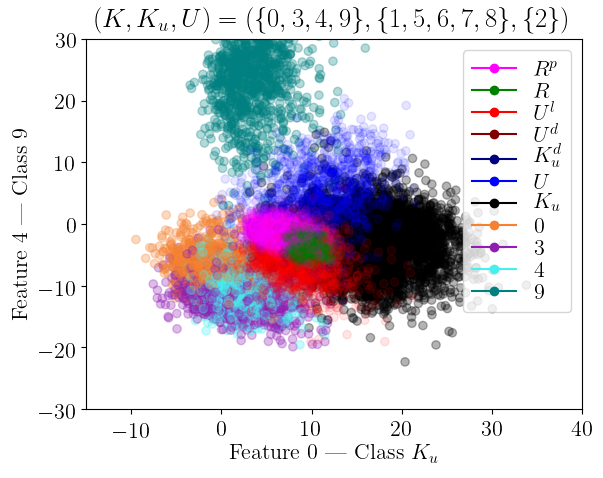 (K, K_u, U) = ({0, 3, 4, 9}, {1, 5, 6, 7, 8}, {2})
Feature 4 — Class 9
30
20
10
0
−10
−20
−30
−10
0
10
20
30
40
Feature 0 — Class K_u
R^p
R
U^l
U^d
K_u^d
U
K_u
0
3
4
9